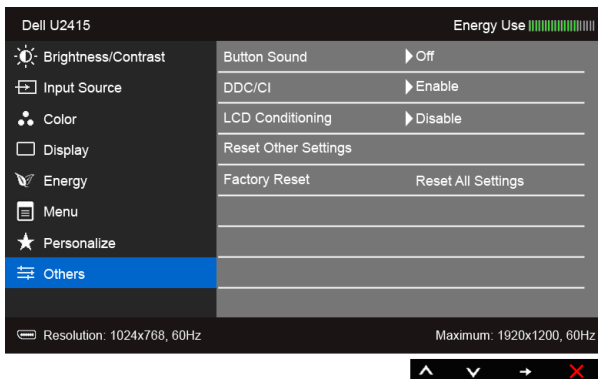 Dell U2415 Energy Use
Brightness/Contrast Button Sound Off
Input Source DDC/CI Enable
Color LCD Conditioning Disable
Display Reset Other Settings
Energy Factory Reset Reset All Settings
Menu
Personalize
Others
Resolution: 1024x768, 60Hz Maximum: 1920x1200, 60Hz